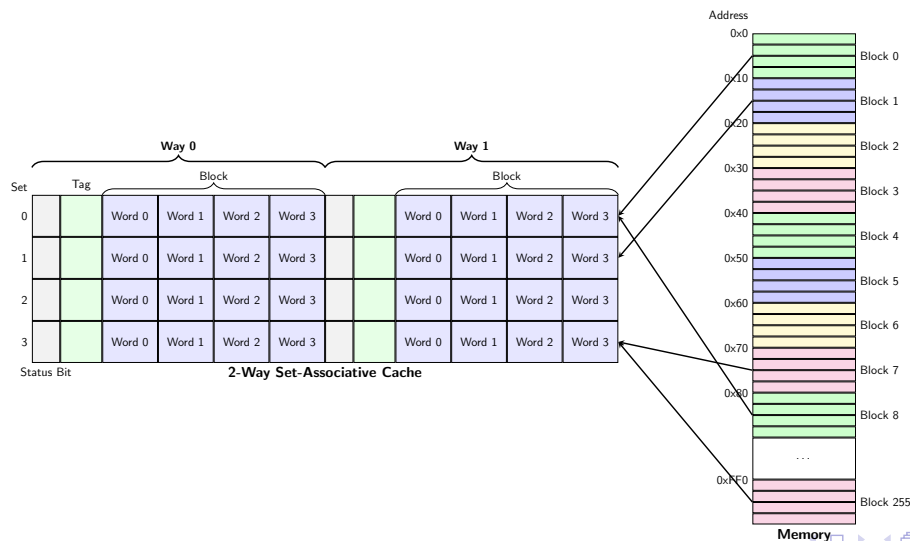 Address
0x0
Block 0
0x10
Block 1
0x20
Block 2
0x30
Block 3
0x40
Block 4
0x50
Block 5
0x60
Block 6
0x70
Block 7
0x80
Block 8
...
0xFF0
Block 255
Memory
Way 0 Way 1
Set Tag Block Block
0 Word 0 Word 1 Word 2 Word 3 Word 0 Word 1 Word 2 Word 3
1 Word 0 Word 1 Word 2 Word 3 Word 0 Word 1 Word 2 Word 3
2 Word 0 Word 1 Word 2 Word 3 Word 0 Word 1 Word 2 Word 3
3 Word 0 Word 1 Word 2 Word 3 Word 0 Word 1 Word 2 Word 3
Status Bit
2-Way Set-Associative Cache